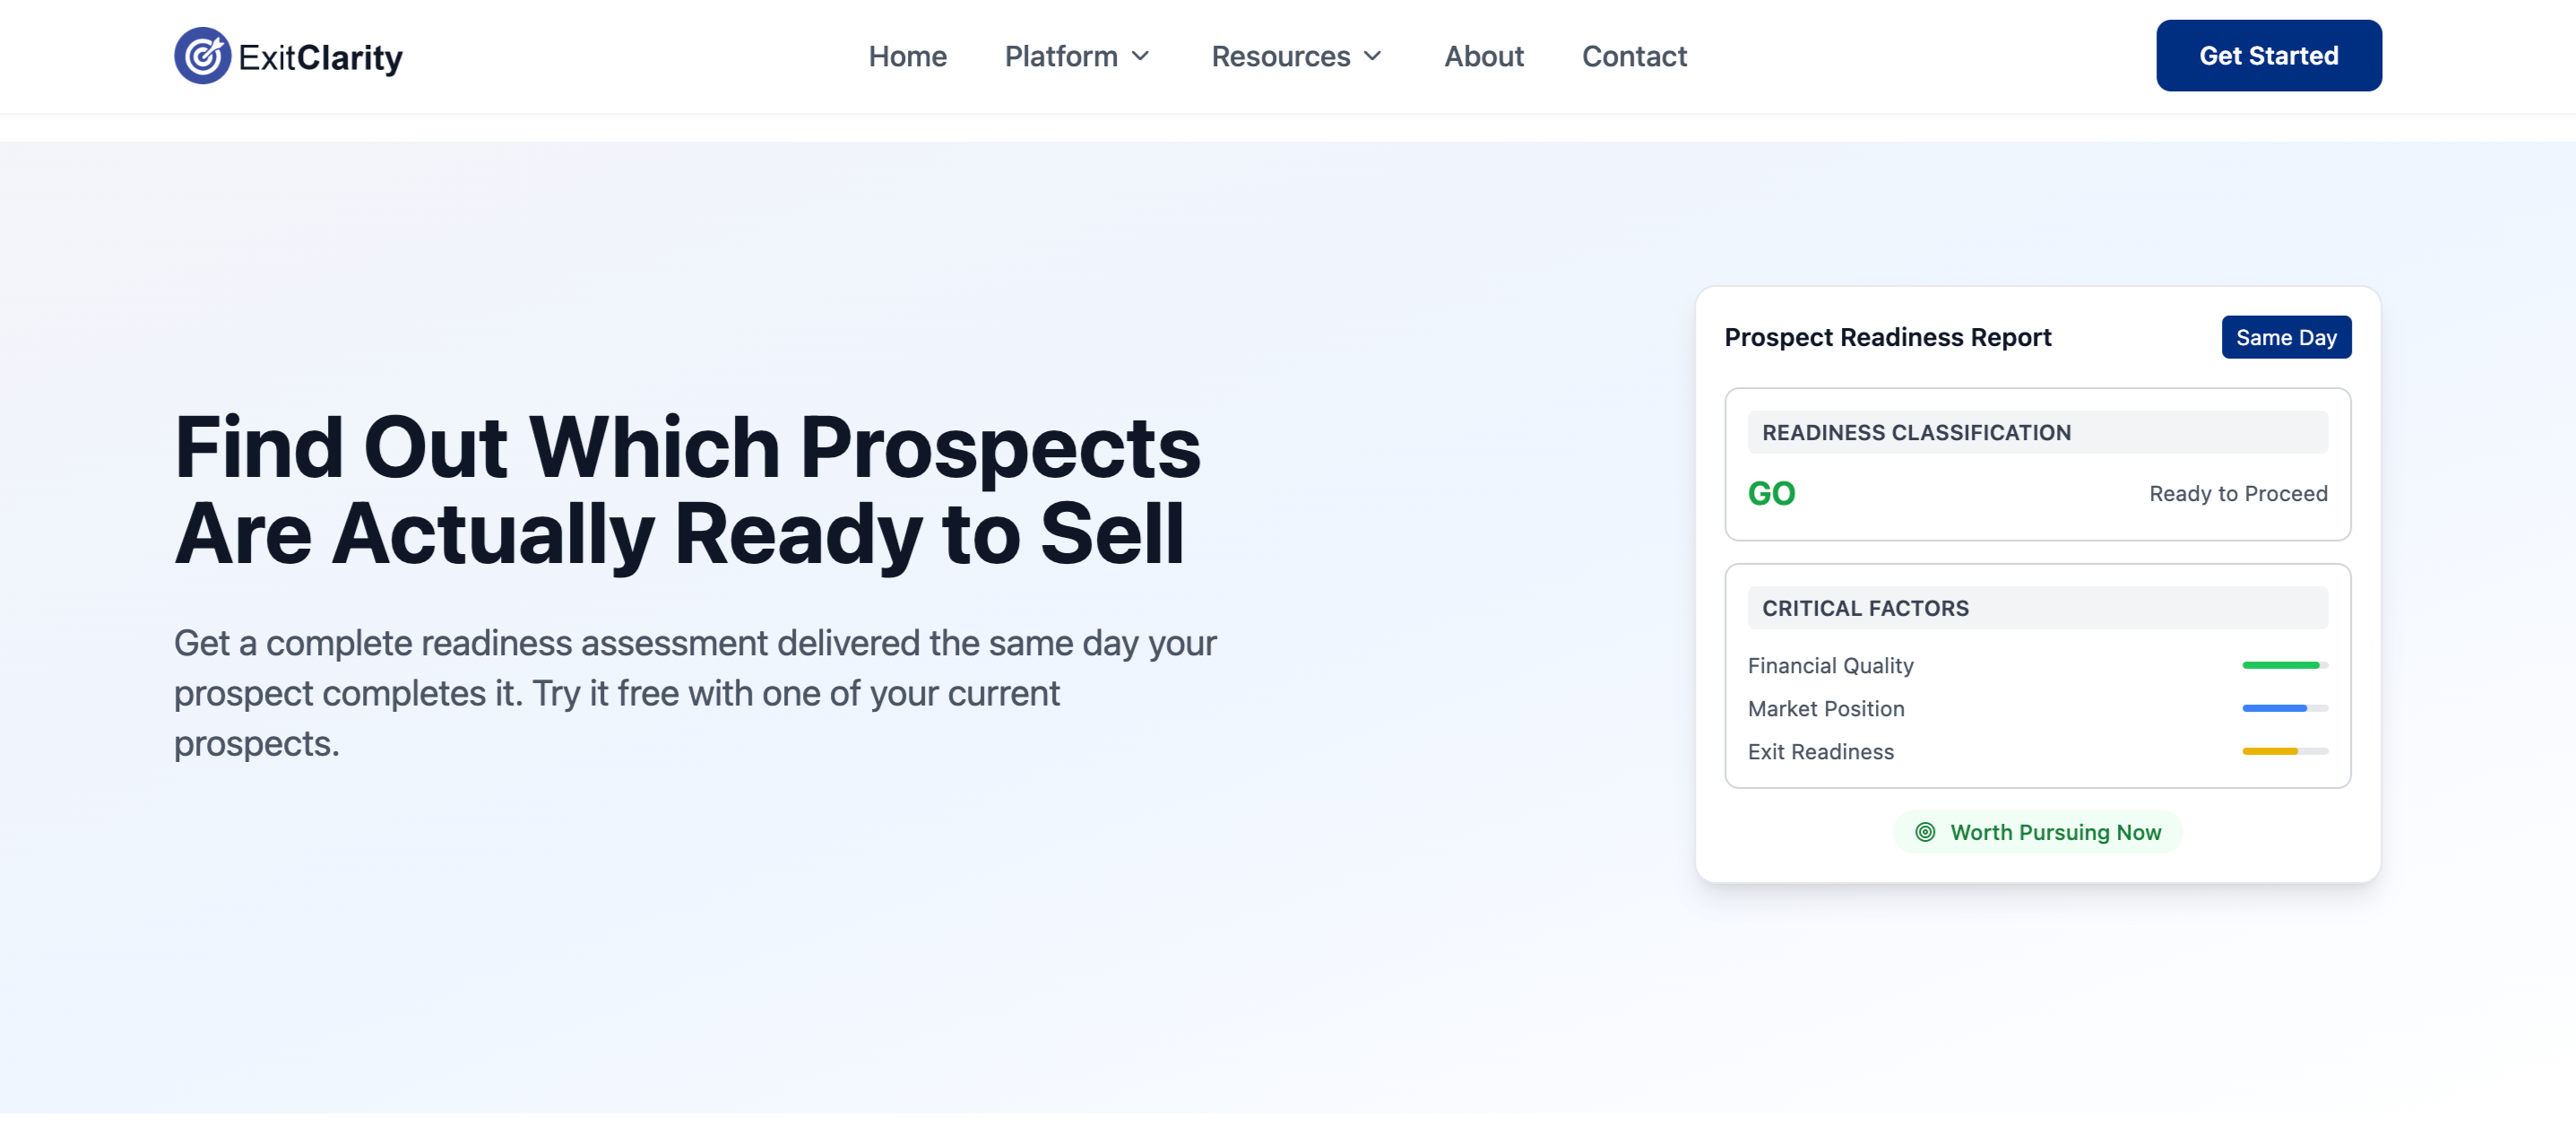 ExitClarity
Home
Platform
Resources
About
Contact
Get Started
Find Out Which Prospects
Are Actually Ready to Sell
Get a complete readiness assessment delivered the same day your
prospect completes it. Try it free with one of your current
prospects.
Prospect Readiness Report
Same Day
READINESS CLASSIFICATION
GO
Ready to Proceed
CRITICAL FACTORS
Financial Quality
Market Position
Exit Readiness
Worth Pursuing Now